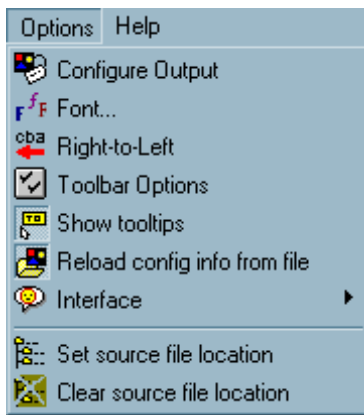 Options Help
Configure Output
Font...
cba Right-to-Left
Toolbar Options
Show tooltips
Reload config info from file
Interface
Set source file location
Clear source file location